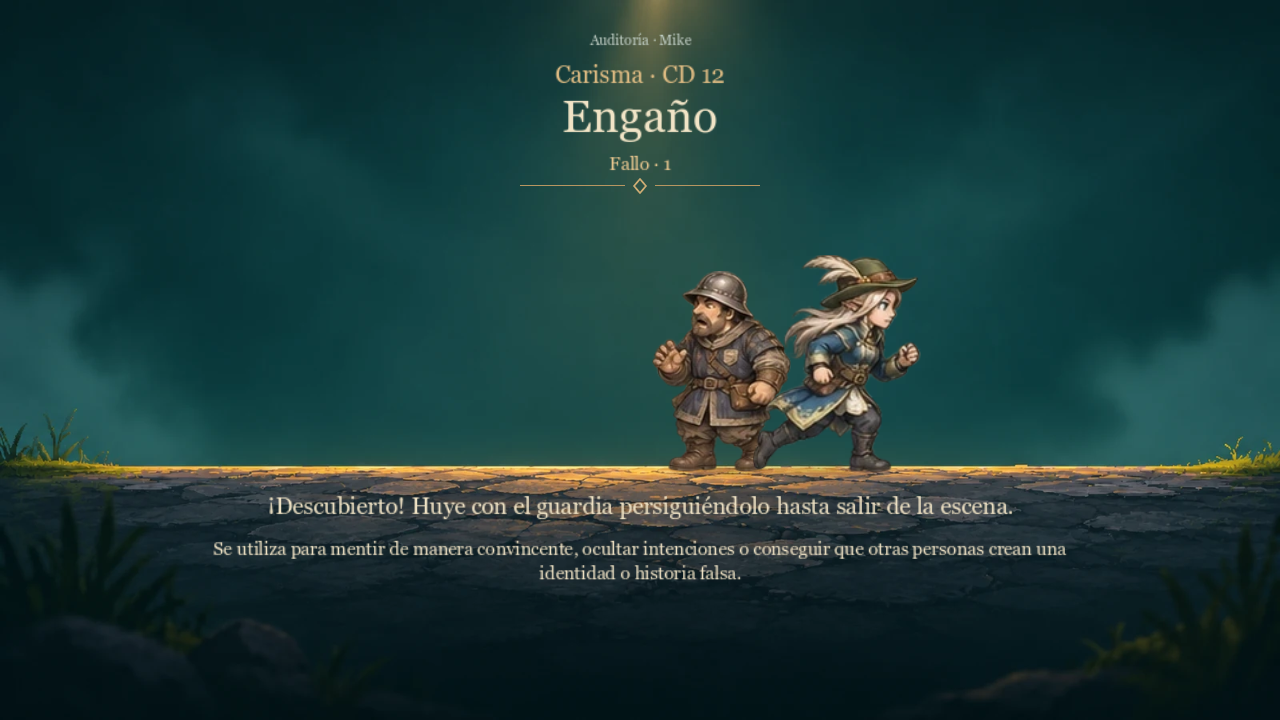 Auditoría · Mike
Carisma · CD 12
Engaño
Fallo · 1
¡Descubierto! Huye con el guardia persiguiéndolo hasta salir de la escena.
Se utiliza para mentir de manera convincente, ocultar intenciones o conseguir que otras personas crean una
identidad o historia falsa.